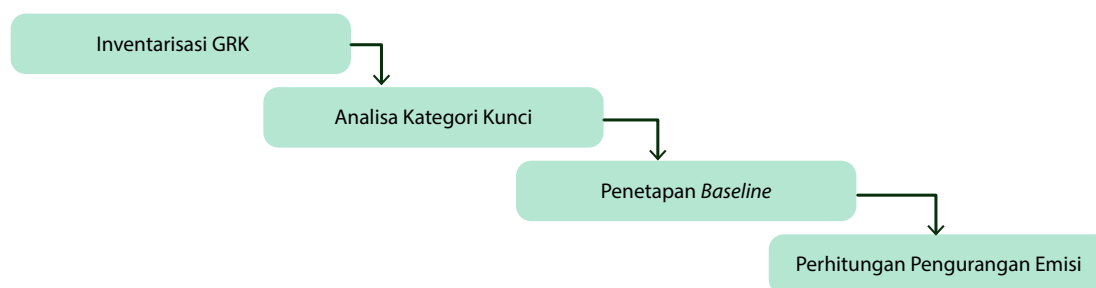 Inventarisasi GRK
Analisa Kategori Kunci
Penetapan Baseline
Perhitungan Pengurangan Emisi